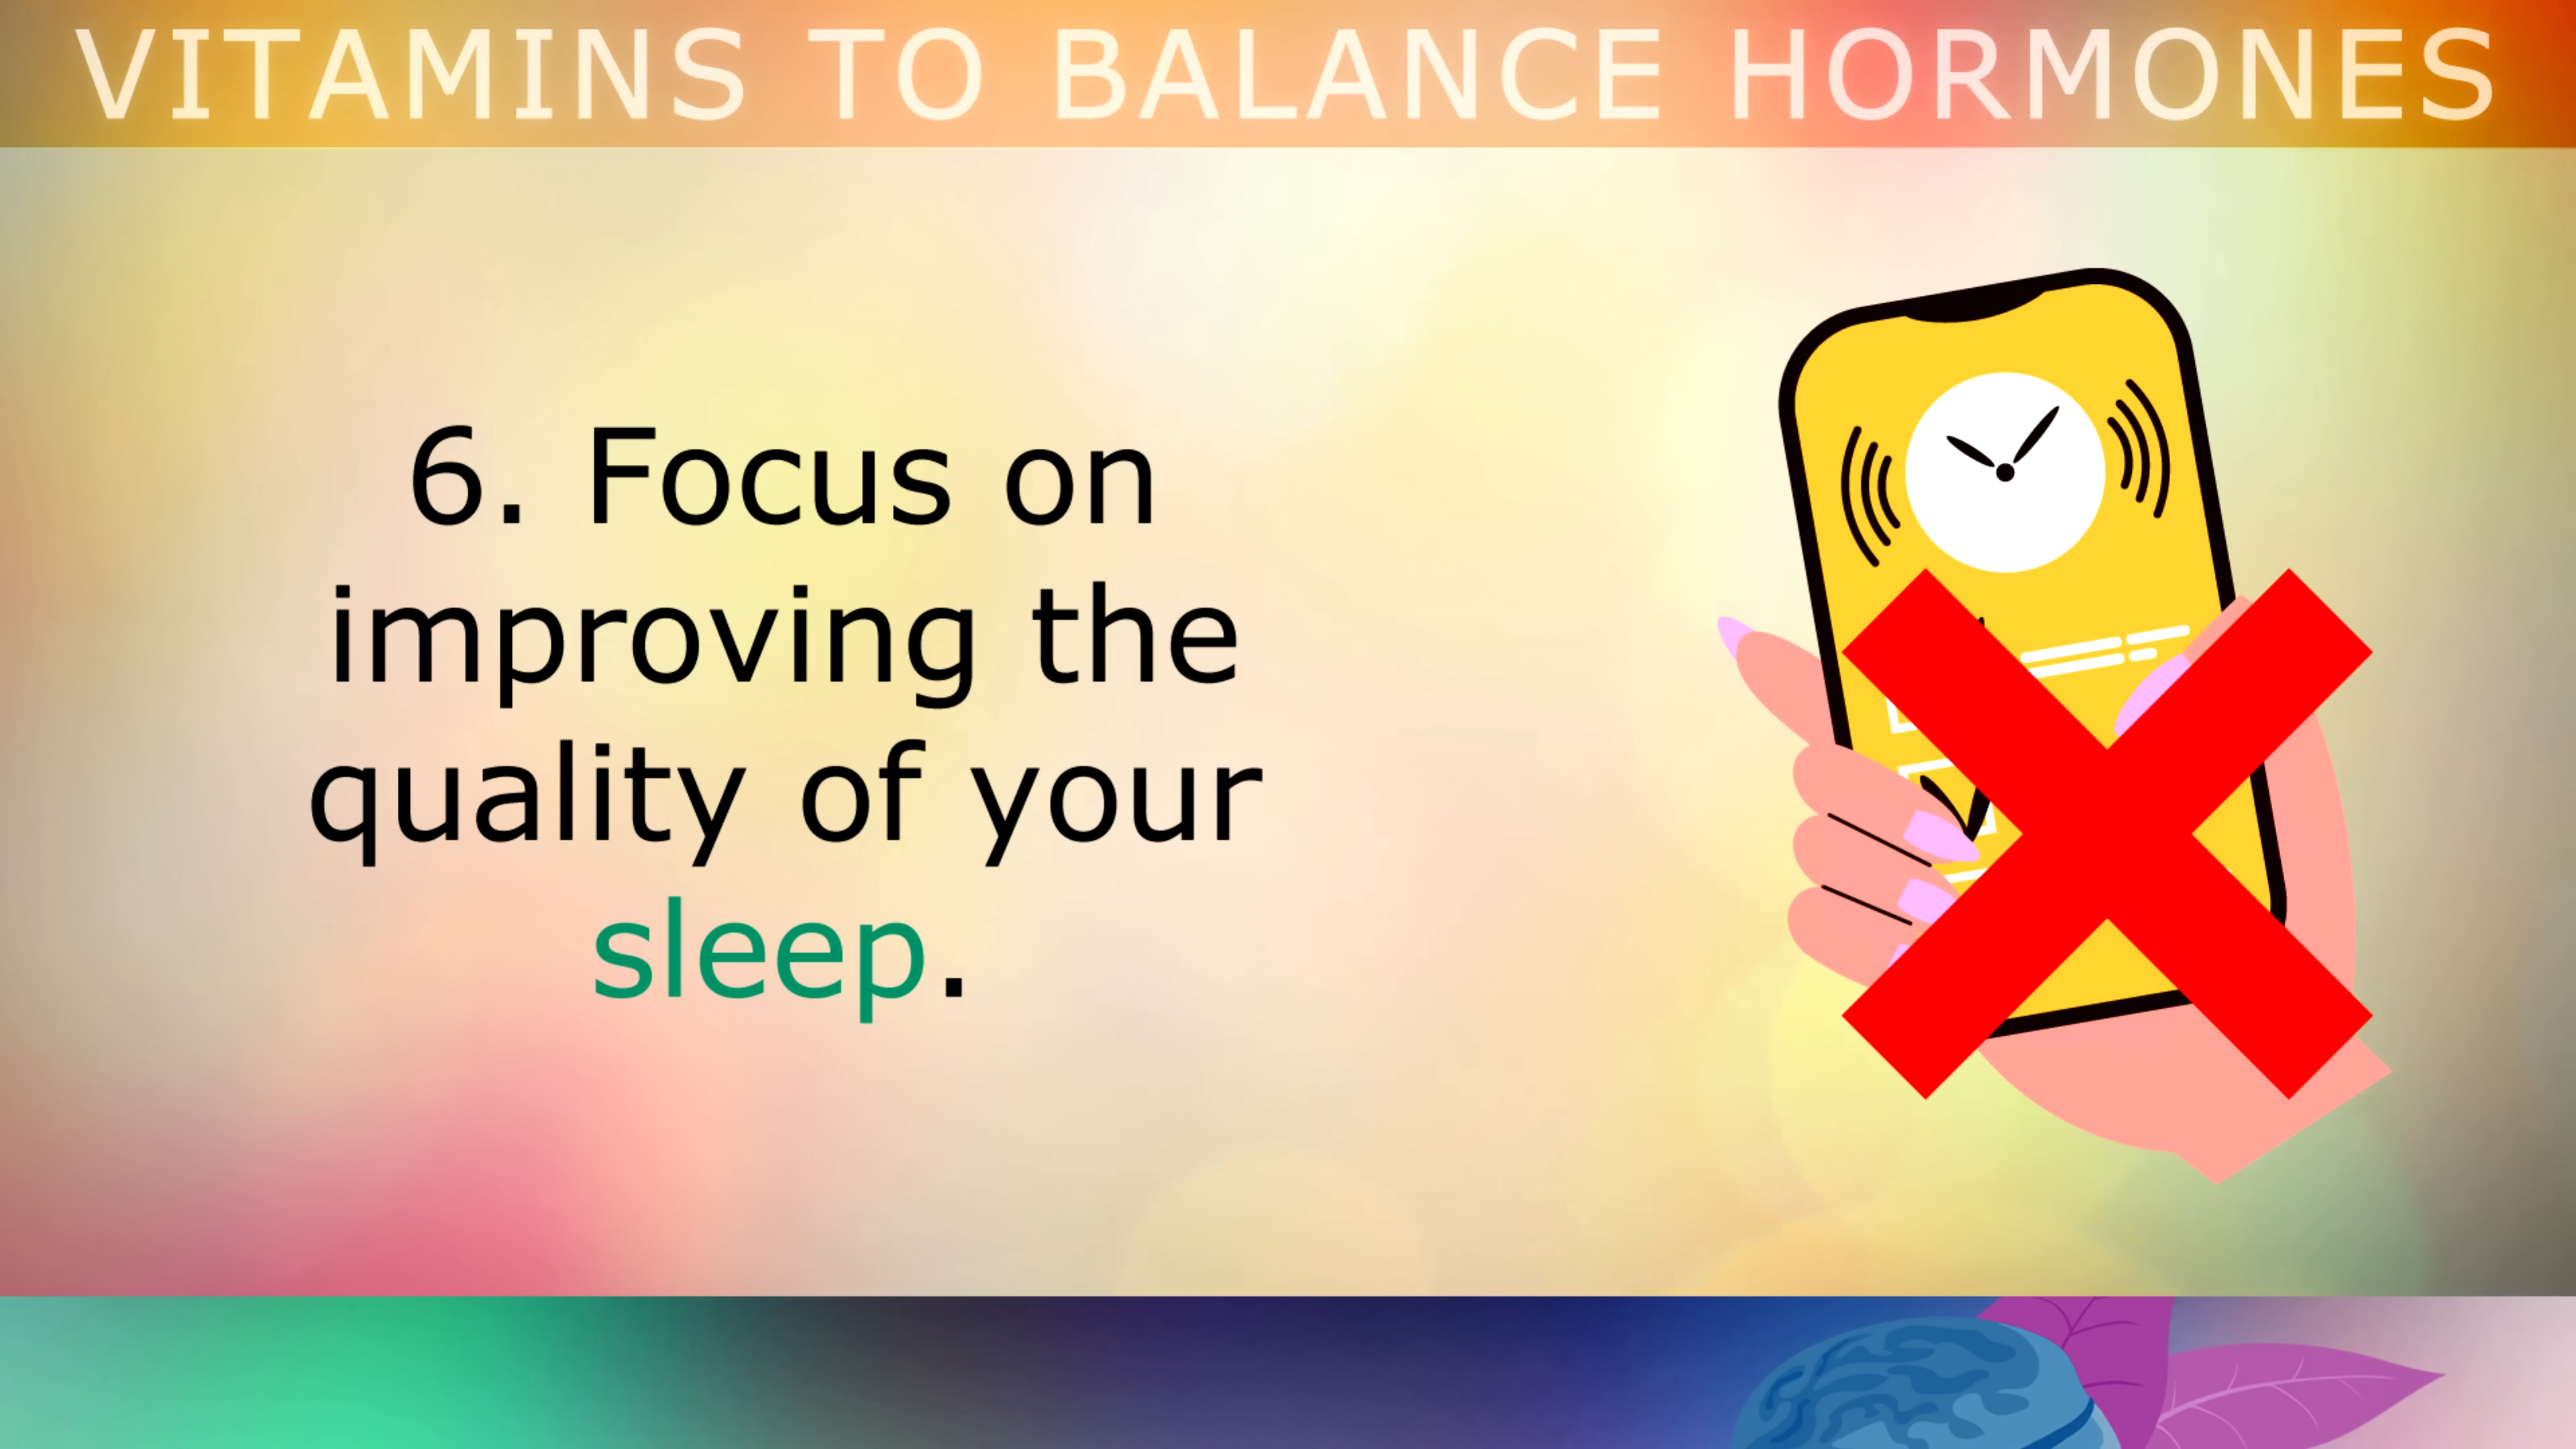 VITAMINS TO BALANCE HORMONES
6. Focus on
improving the
quality of your
sleep.